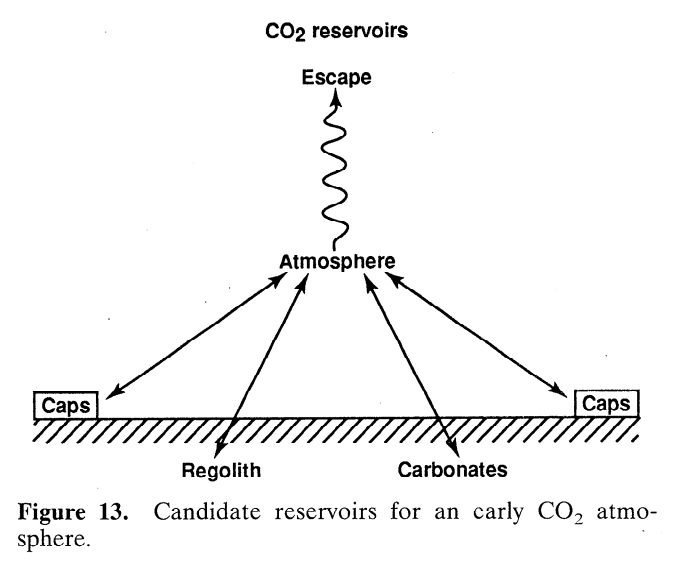 CO₂ reservoirs
Escape
Atmosphere
Caps
Caps
Regolith
Carbonates
Figure 13. Candidate reservoirs for an carly CO₂ atmo-
sphere.